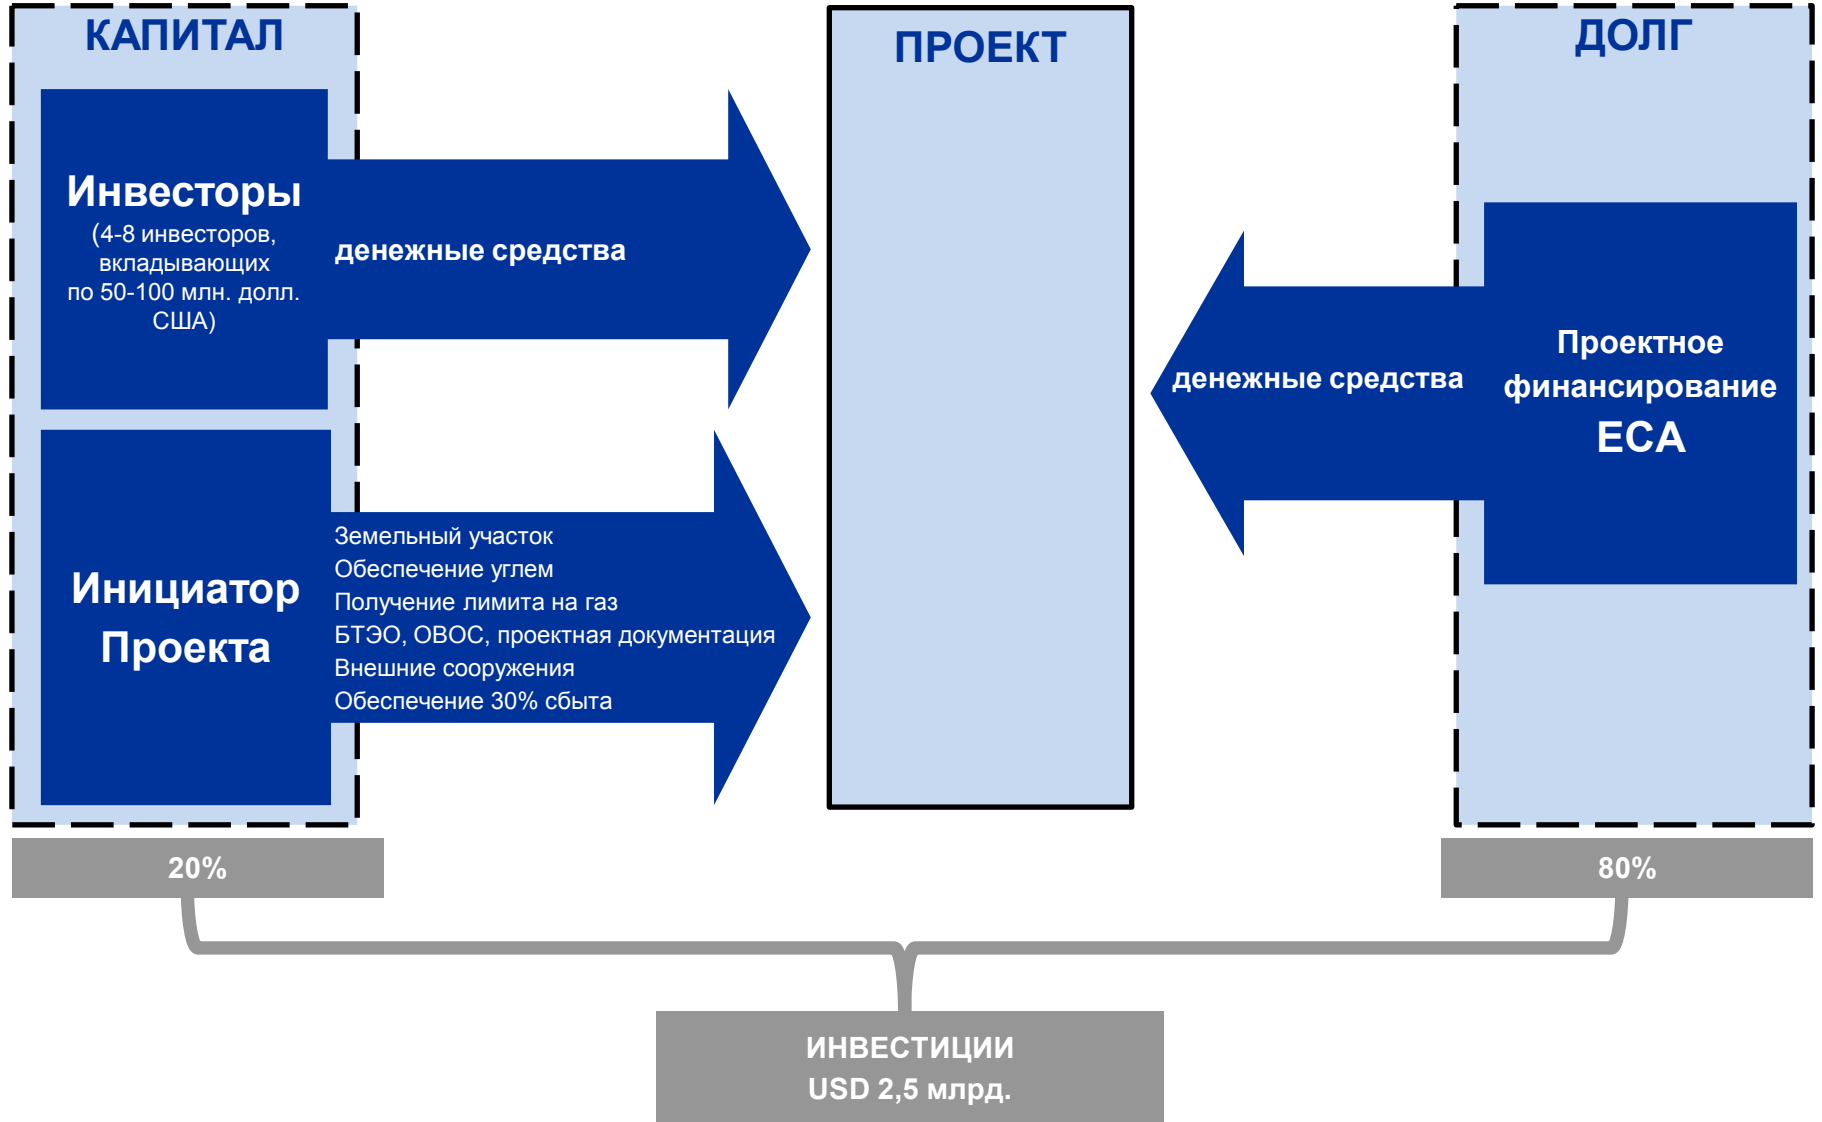 КАПИТАЛ
Инвесторы
(4-8 инвесторов,
вкладывающих
по 50-100 млн. долл.
США)
денежные средства
Инициатор
Проекта
Земельный участок
Обеспечение углем
Получение лимита на газ
БТЭО, ОВОС, проектная документация
Внешние сооружения
Обеспечение 30% сбыта
ПРОЕКТ
ДОЛГ
денежные средства
Проектное
финансирование
ECA
20%
80%
ИНВЕСТИЦИИ
USD 2,5 млрд.